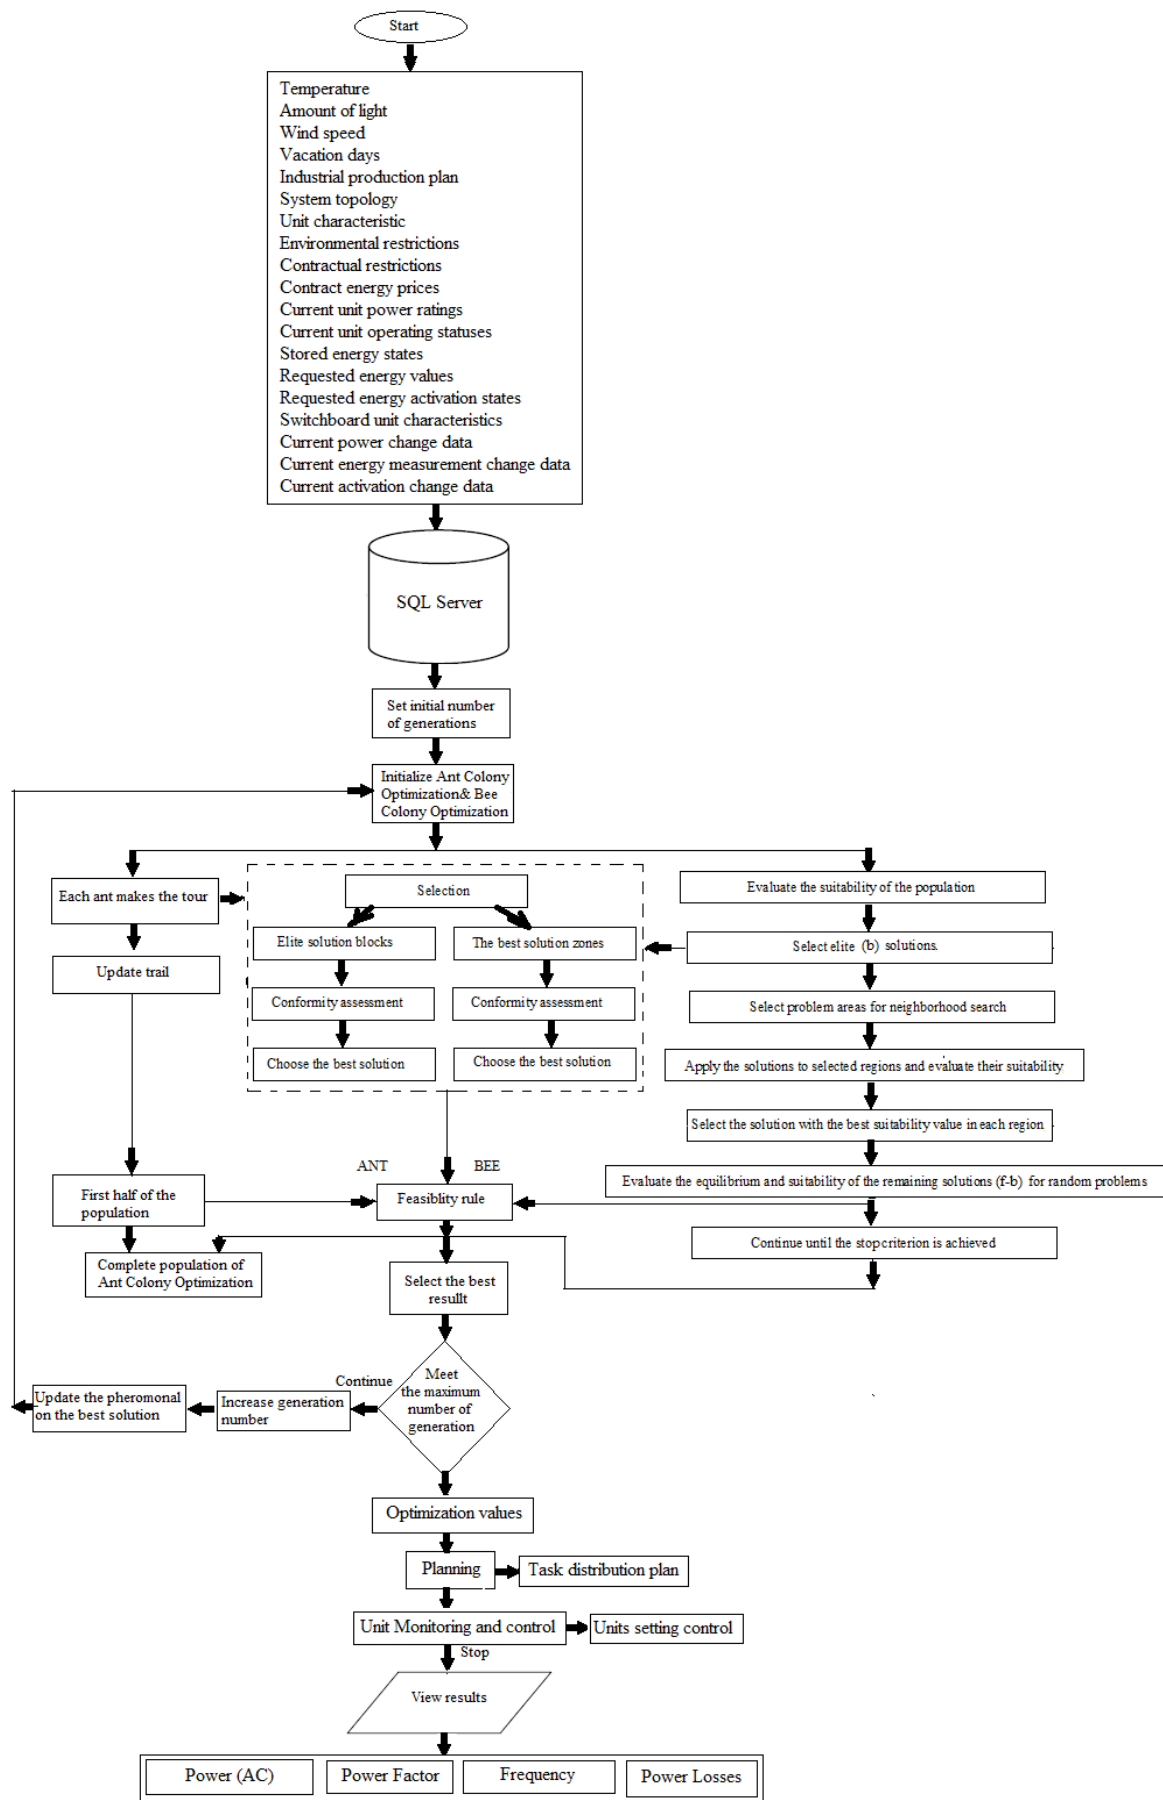 Start
Temperature
Amount of light
Wind speed
Vacation days
Industrial production plan
System topology
Unit characteristic
Environmental restrictions
Contractual restrictions
Contract energy prices
Current unit power ratings
Current unit operating statuses
Stored energy states
Requested energy values
Requested energy activation states
Switchboard unit characteristics
Current power change data
Current energy measurement change data
Current activation change data
SQL Server
Set initial number
of generations
Initialize Ant Colony
Optimization& Bee
Colony Optimization
Each ant makes the tour
Update trail
First half of the
population
Complete population of
Ant Colony Optimization
Selection
Elite solution blocks
Conformity assessment
Choose the best solution
The best solution zones
Conformity assessment
Choose the best solution
Evaluate the suitability of the population
Select elite (b) solutions.
Select problem areas for neighborhood search
Apply the solutions to selected regions and evaluate their suitability
Select the solution with the best suitability value in each region
Evaluate the equilibrium and suitability of the remaining solutions (f-b) for random problems
Continue until the stop criterion is achieved
ANT
BEE
Feasiblity rule
Select the best
resullt
Meet
the maximum
number of
generation
Continue
Increase generation
number
Update the pheromonal
on the best solution
Optimization values
Planning
Task distribution plan
Unit Monitoring and control
Units setting control
Stop
View results
Power (AC)
Power Factor
Frequency
Power Losses